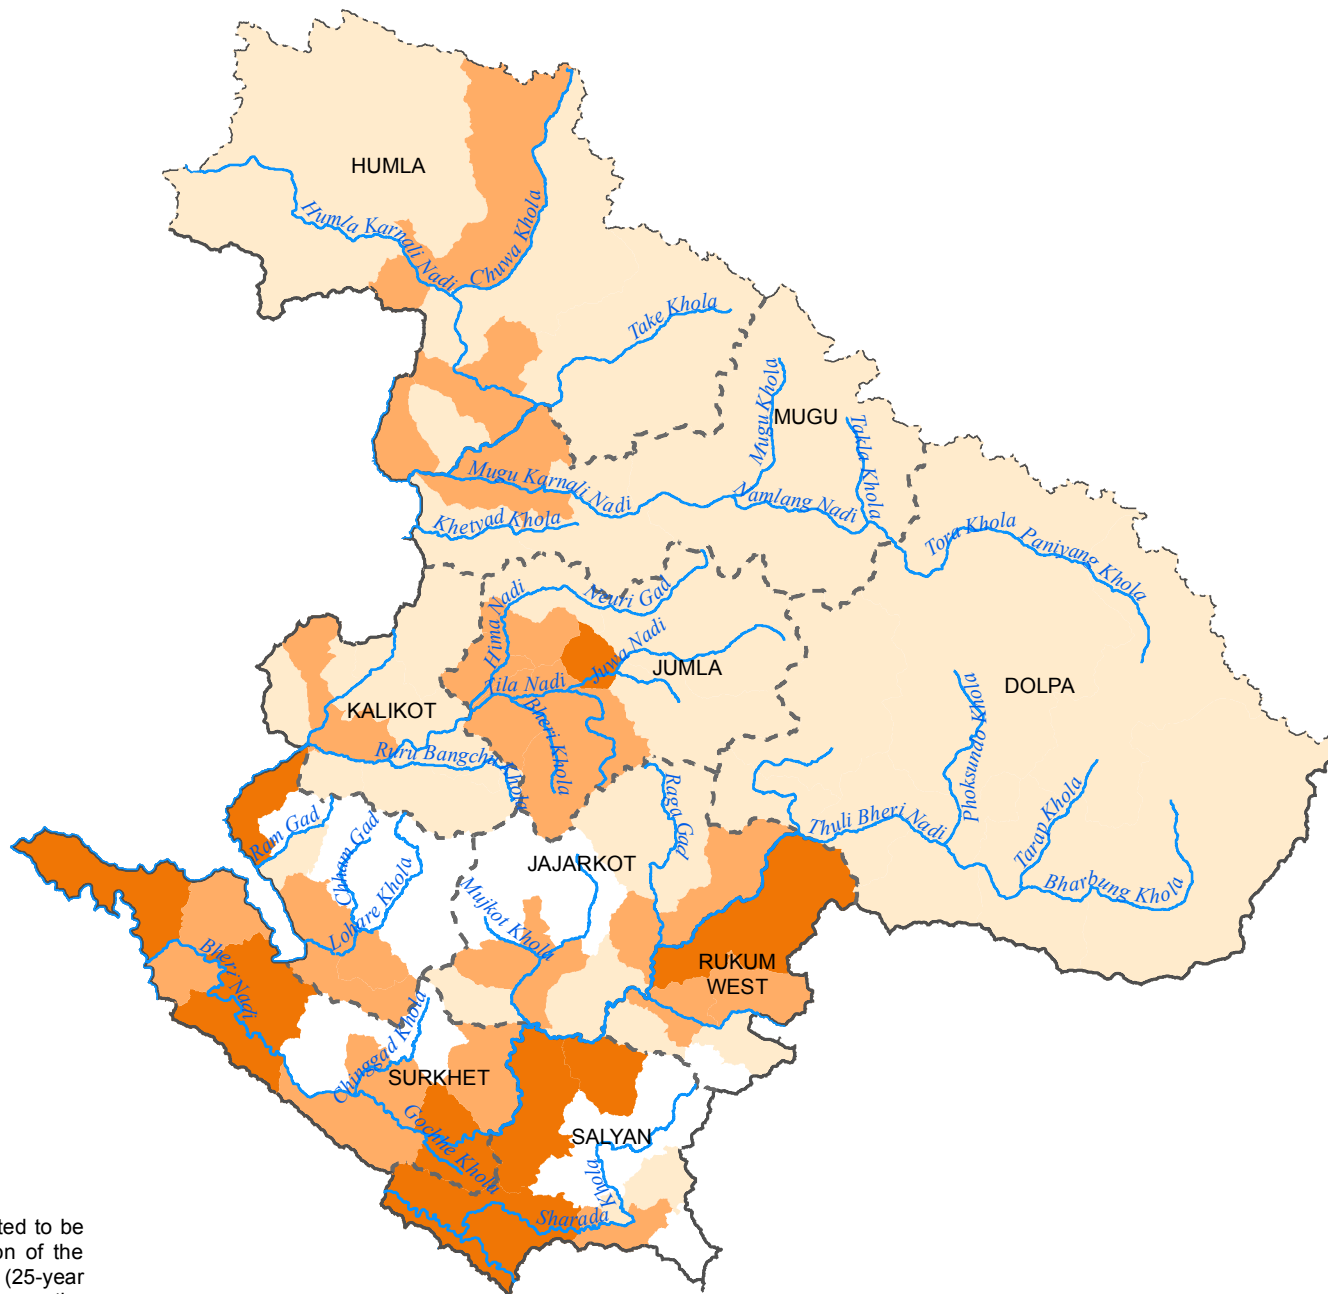 HUMLA
Humla Karnali Nadi
Chuwa Khola
Take Khola
Mugu Khola
MUGU
Takla Khola
Mugu Karnali Nadi
Namlang Nadi
Khetyad Khola
Tora Khola
Paniyang Khola
Hima Nadi
Neuri Gad
Juwa Nadi
JUMLA
Tila Nadi
DOLPA
KALIKOT
Bheri Khola
Phoksundo Khola
Ruru Bangchu Khola
Raga Gad
Ram Gad
Chham Gad
Thuli Bheri Nadi
Tarap Khola
JAJARKOT
Bharbung Khola
Lohare Khola
Mujkot Khola
Bheri Nadi
RUKUM
WEST
Chinggad Khola
SURKHET
Gochhe Khola
SALYAN
Sharada Khola
ted to be
on of the
(25-year